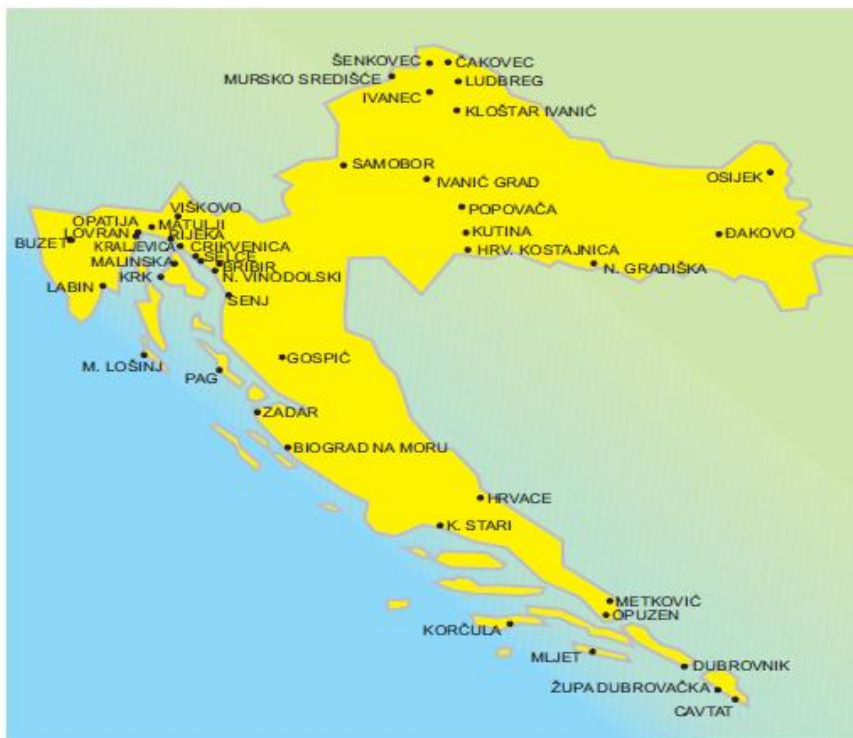 ŠENKOVEC
ČAKOVEC
MURSKO SREDIŠČE
LUDBREG
IVANEC
KLOŠTAR IVANIĆ
SAMOBOR
IVANIĆ GRAD
OSIJEK
POPOVAČA
VIŠKOVO
OPATIJA
MATULJI
LOVRAN
RIJEKA
KUTINA
ĐAKOVO
BUZET
KRALJEVICA
CRIKVENICA
HRV. KOSTAJNICA
SELCE
MALINSKA
BRIBIR
N. GRADIŠKA
KRK
N. VINODOLSKI
LABIN
SENJ
GOSPIĆ
M. LOŠINJ
PAG
ZADAR
BIOGRAD NA MORU
HRVACE
K. STARI
METKOVIĆ
OPUZEN
KORČULA
MLJET
DUBROVNIK
ŽUPA DUBROVAČKA
CAVTAT